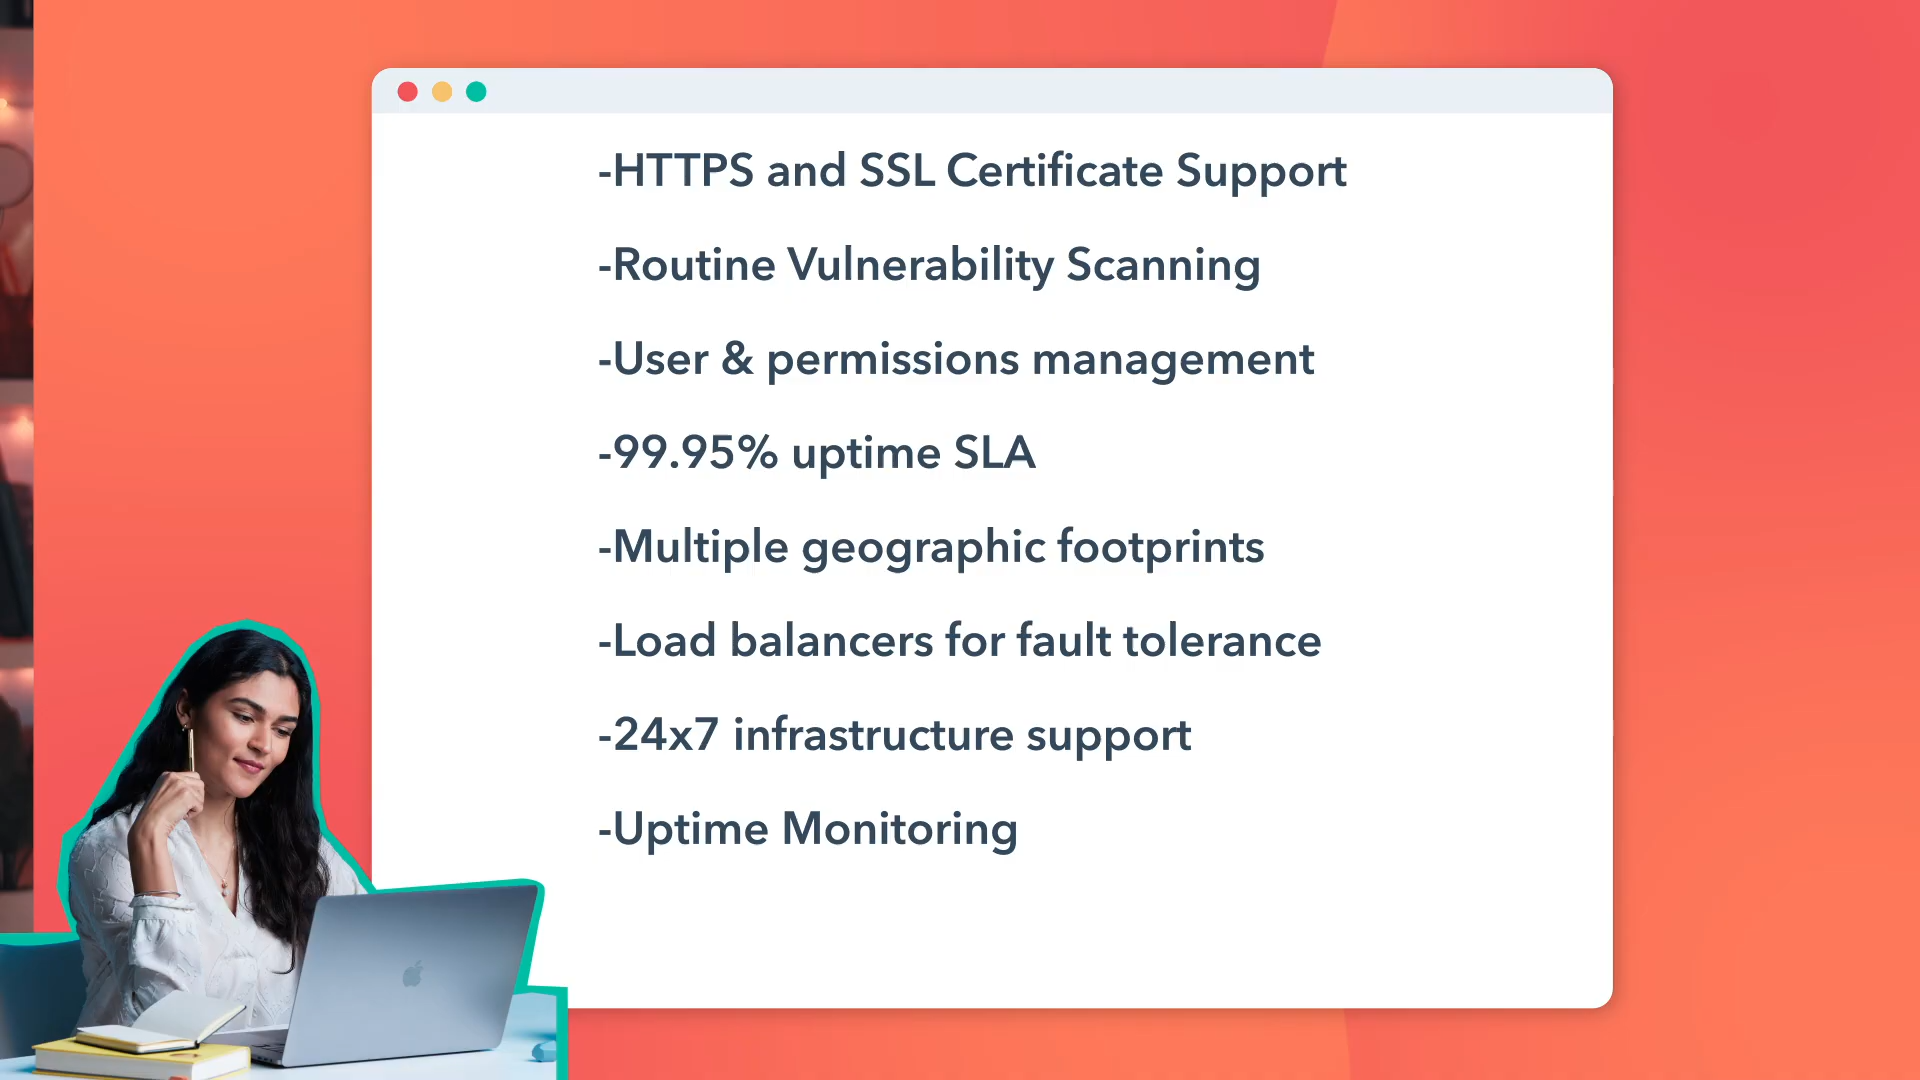 -HTTPS and SSL Certificate Support
-Routine Vulnerability Scanning
-User & permissions management
-99.95% uptime SLA
-Multiple geographic footprints
-Load balancers for fault tolerance
-24x7 infrastructure support
-Uptime Monitoring